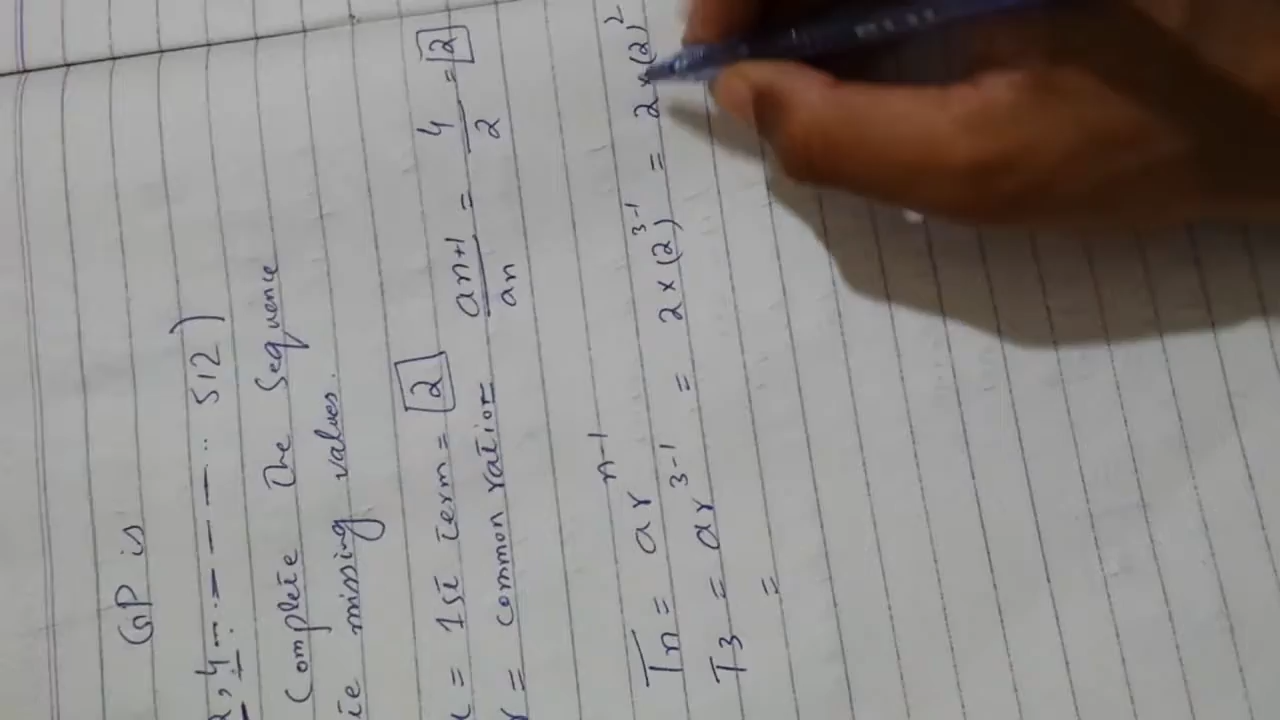 GP is
2, 4 - - - - 512)
Complete The Sequence
missing values.
= 1st Term = 2
r = common ratior an+1/an = 4/2 = 2
Tn = ar^n-1
T3 = ar^3-1 = 2×(2)^3-1 = 2×(2)^2
=